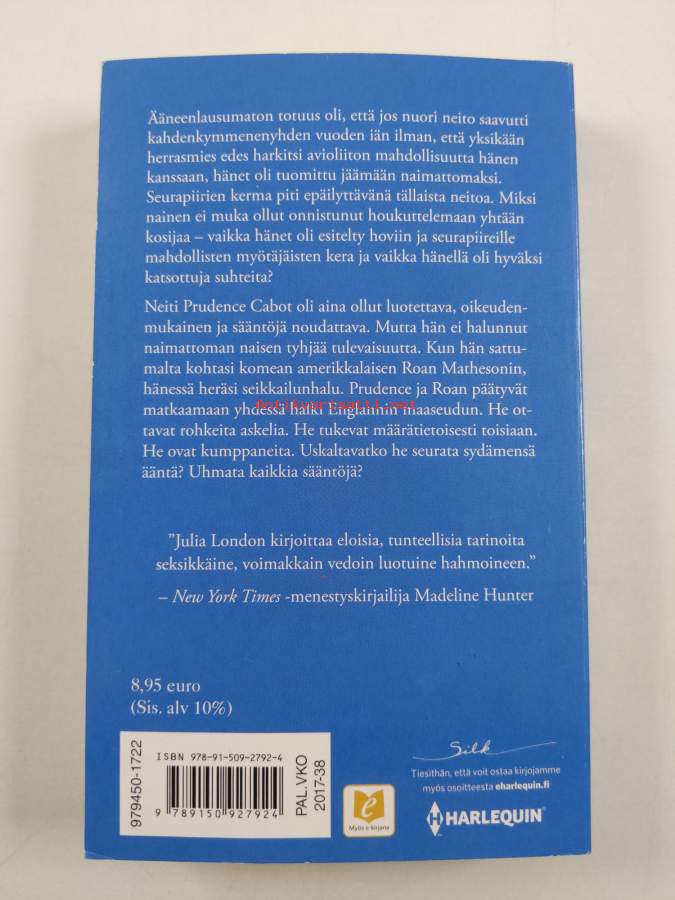 Ääneenlausumaton totuus oli, että jos nuori neito saavutti
kahdenkymmenenyhden vuoden iän ilman, että yksikään
herrasmies edes harkitsi avioliiton mahdollisuutta hänen
kanssaan, hänet oli tuomittu jäämään naimattomaksi.
Seurapiirien kerma piti epäilyttävänä tällaista neitoa. Miksi
nainen ei muka ollut onnistunut houkuttelemaan yhtään
kosijaa – vaikka hänet oli esitelty hoviin ja seurapiireille
mahdollisten myötäjäisten kera ja vaikka hänellä oli hyväksi
katsottuja suhteita?
Neiti Prudence Cabot oli aina ollut luotettava, oikeuden-
mukainen ja sääntöjä noudattava. Mutta hän ei halunnut
naimattoman naisen tyhjää tulevaisuutta. Kun hän sattu-
malta kohtasi komean amerikkalaisen Roan Mathesonin,
hänessä heräsi seikkailunhalu. Prudence ja Roan päätyvät
matkaamaan yhdessä halki Englannin maaseudun. He ot-
antikvariaatti.net
tavat rohkeita askelia. He tukevat määrätietoisesti toisiaan.
He ovat kumppaneita. Uskaltavatko he seurata sydämensä
ääntä? Uhmata kaikkia sääntöjä?
”Julia London kirjoittaa eloisia, tunteellisia tarinoita
seksikkäine, voimakkain vedoin luotuine hahmoineen.”
– New York Times -menestyskirjailija Madeline Hunter
8,95 euro
(Sis. alv 10%)
979450-1722
ISBN 978-91-509-2792-4
9 789150 927924
PAL.VKO
2017-38
e
Myös e-kirjana
Silk
Tiesithän, että voit ostaa kirjojamme
myös osoitteesta eharlequin.fi
HARLEQUIN